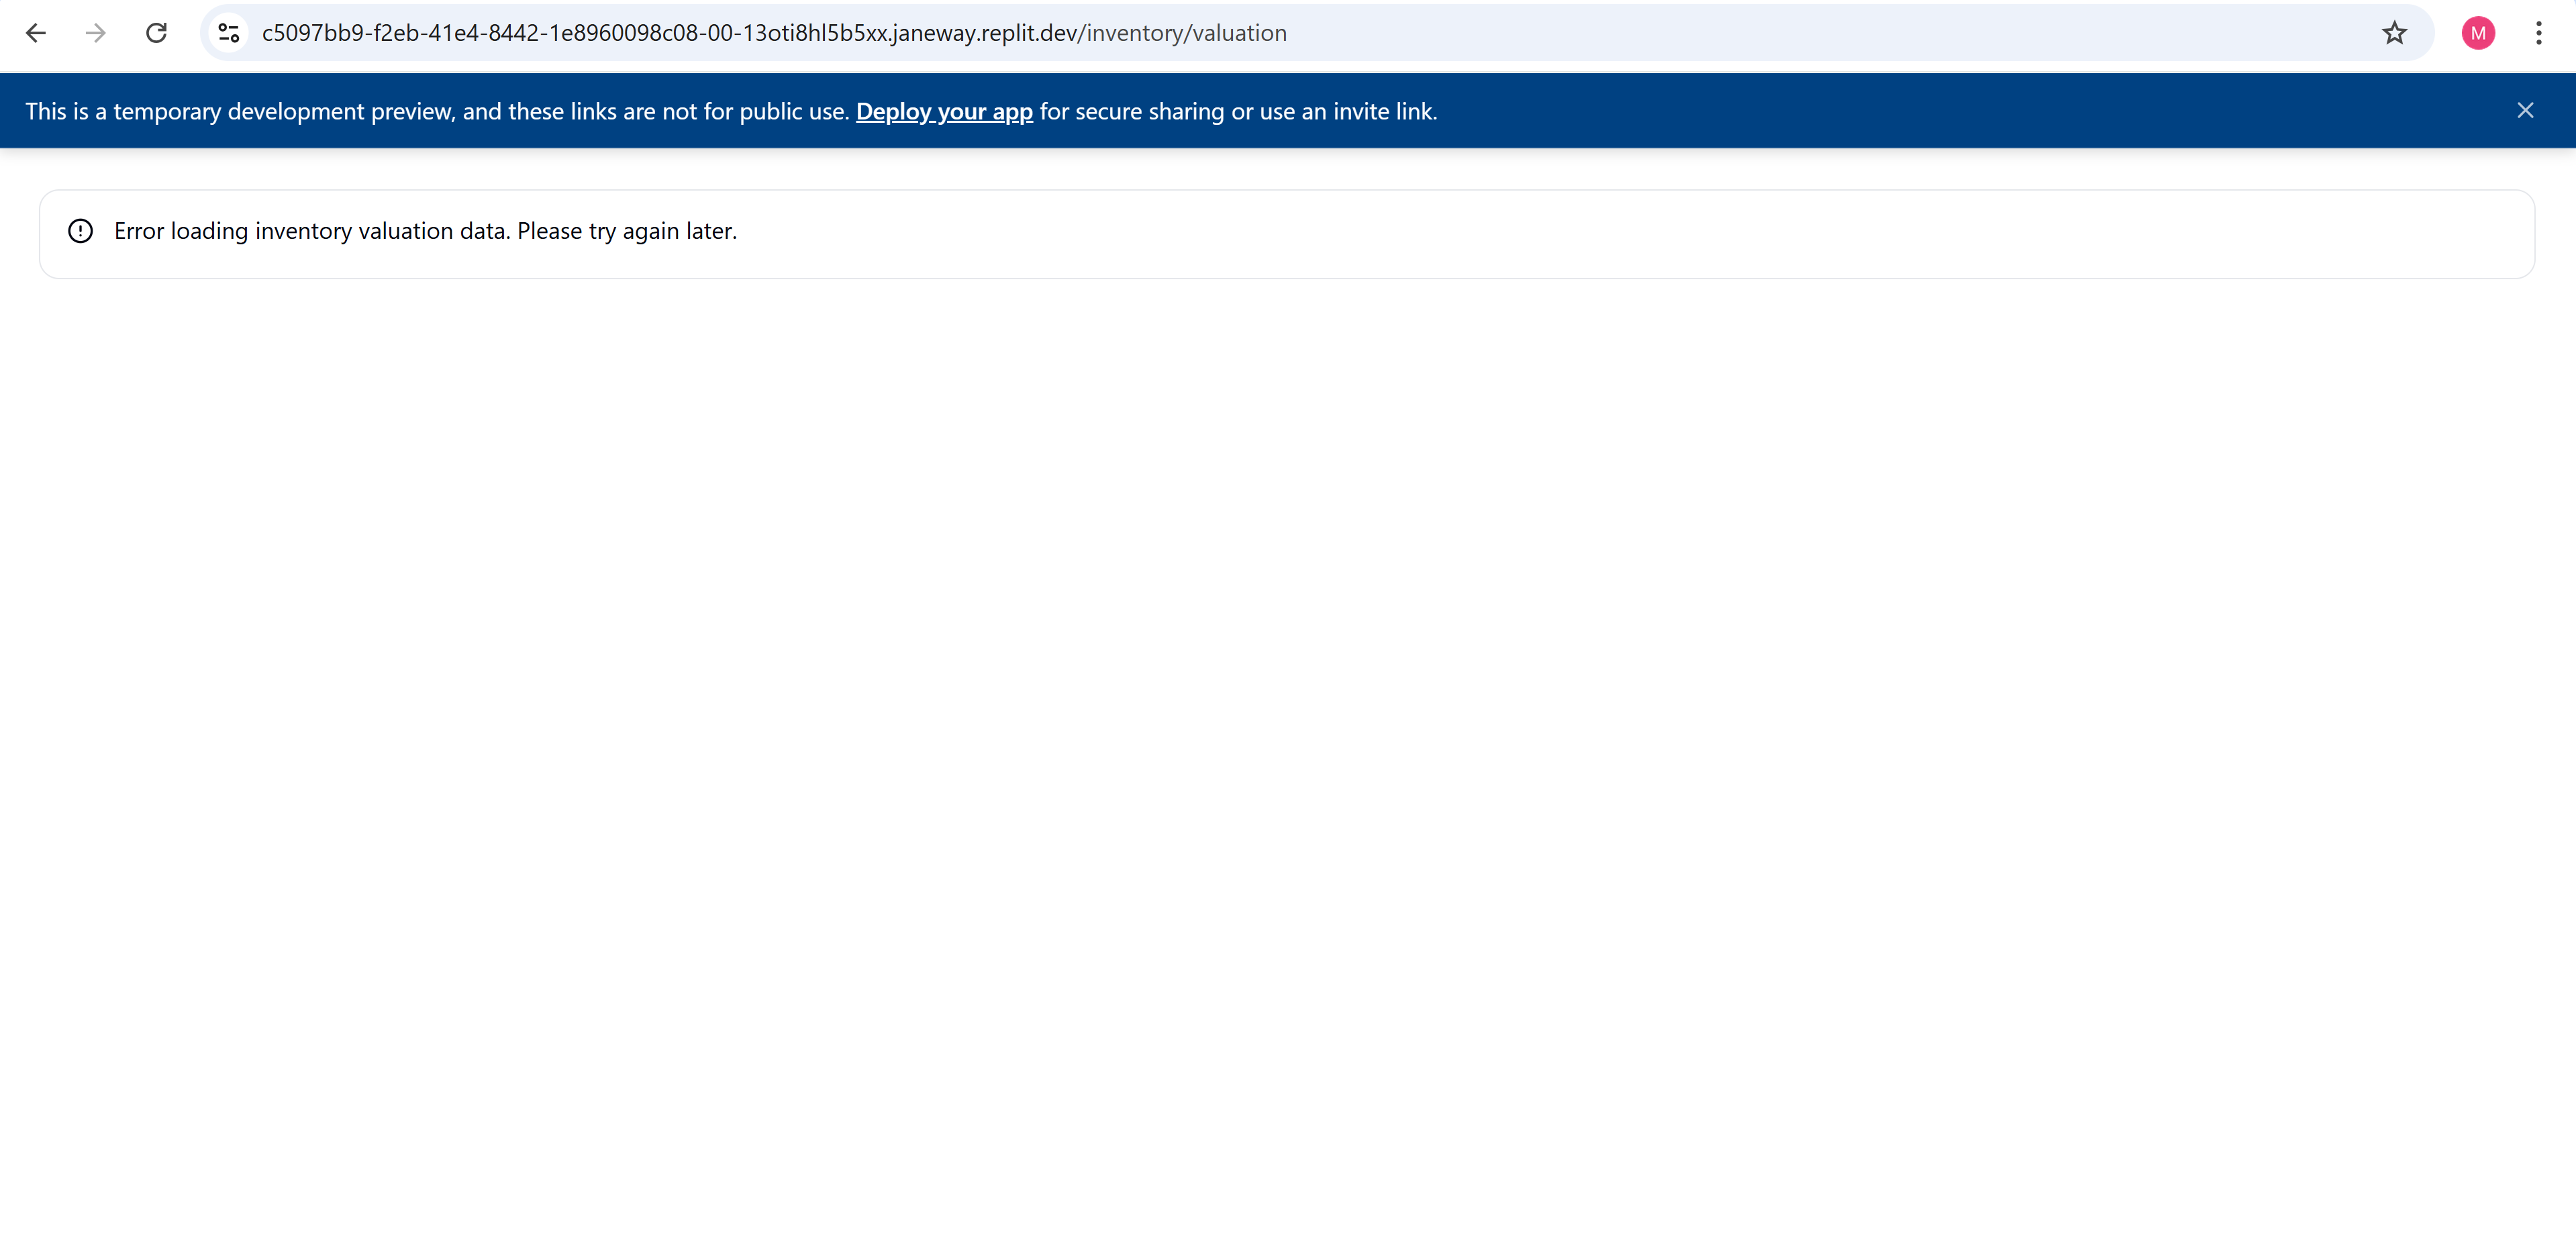 c5097bb9-f2eb-41e4-8442-1e8960098c08-00-13oti8hl5b5xx.janeway.replit.dev/inventory/valuation
M
This is a temporary development preview, and these links are not for public use. Deploy your app for secure sharing or use an invite link.
Error loading inventory valuation data. Please try again later.